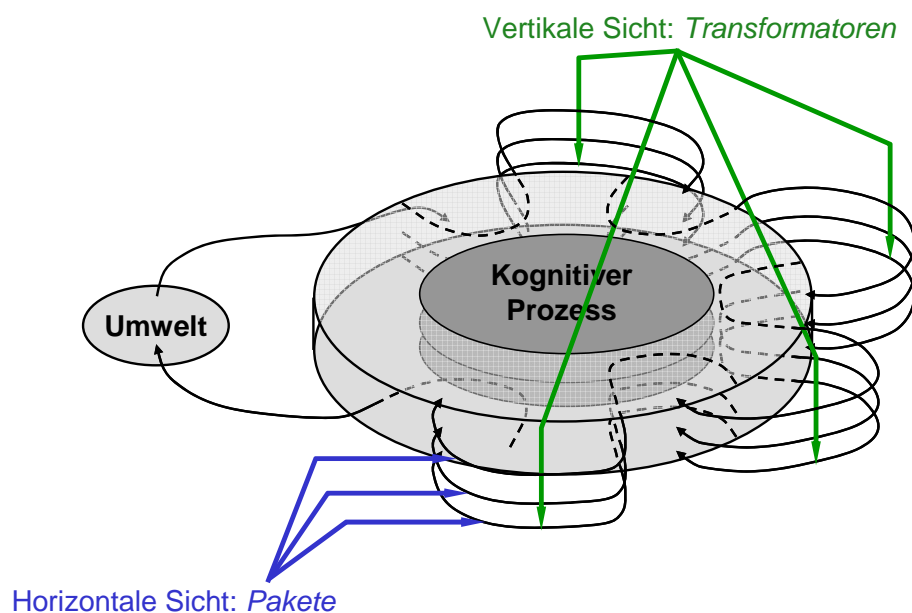 Vertikale Sicht: Transformatoren
Kognitiver
Prozess
Umwelt
Horizontale Sicht: Pakete